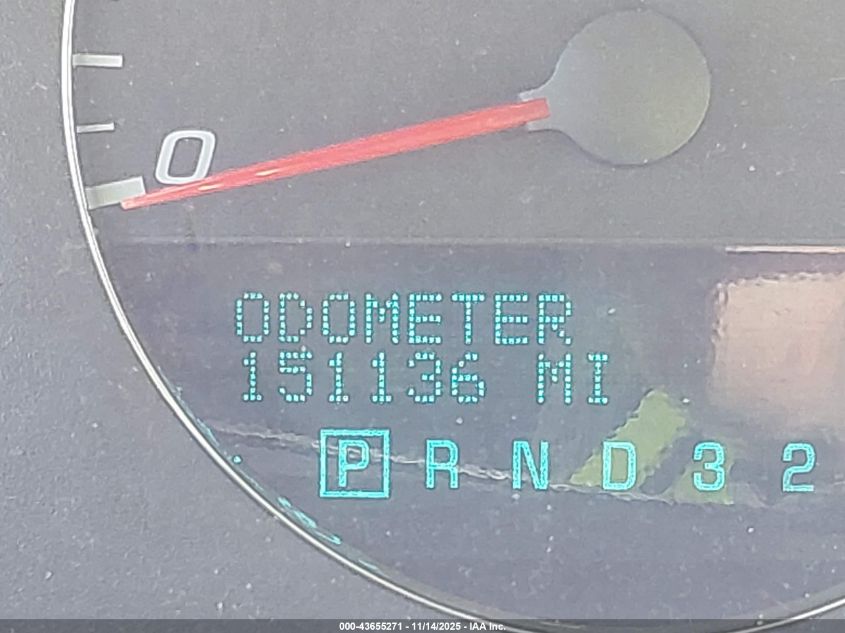 0
ODOMETER
151136 MI
P R N D 3 2
000-43655271 - 11/14/2025 - IAA Inc.